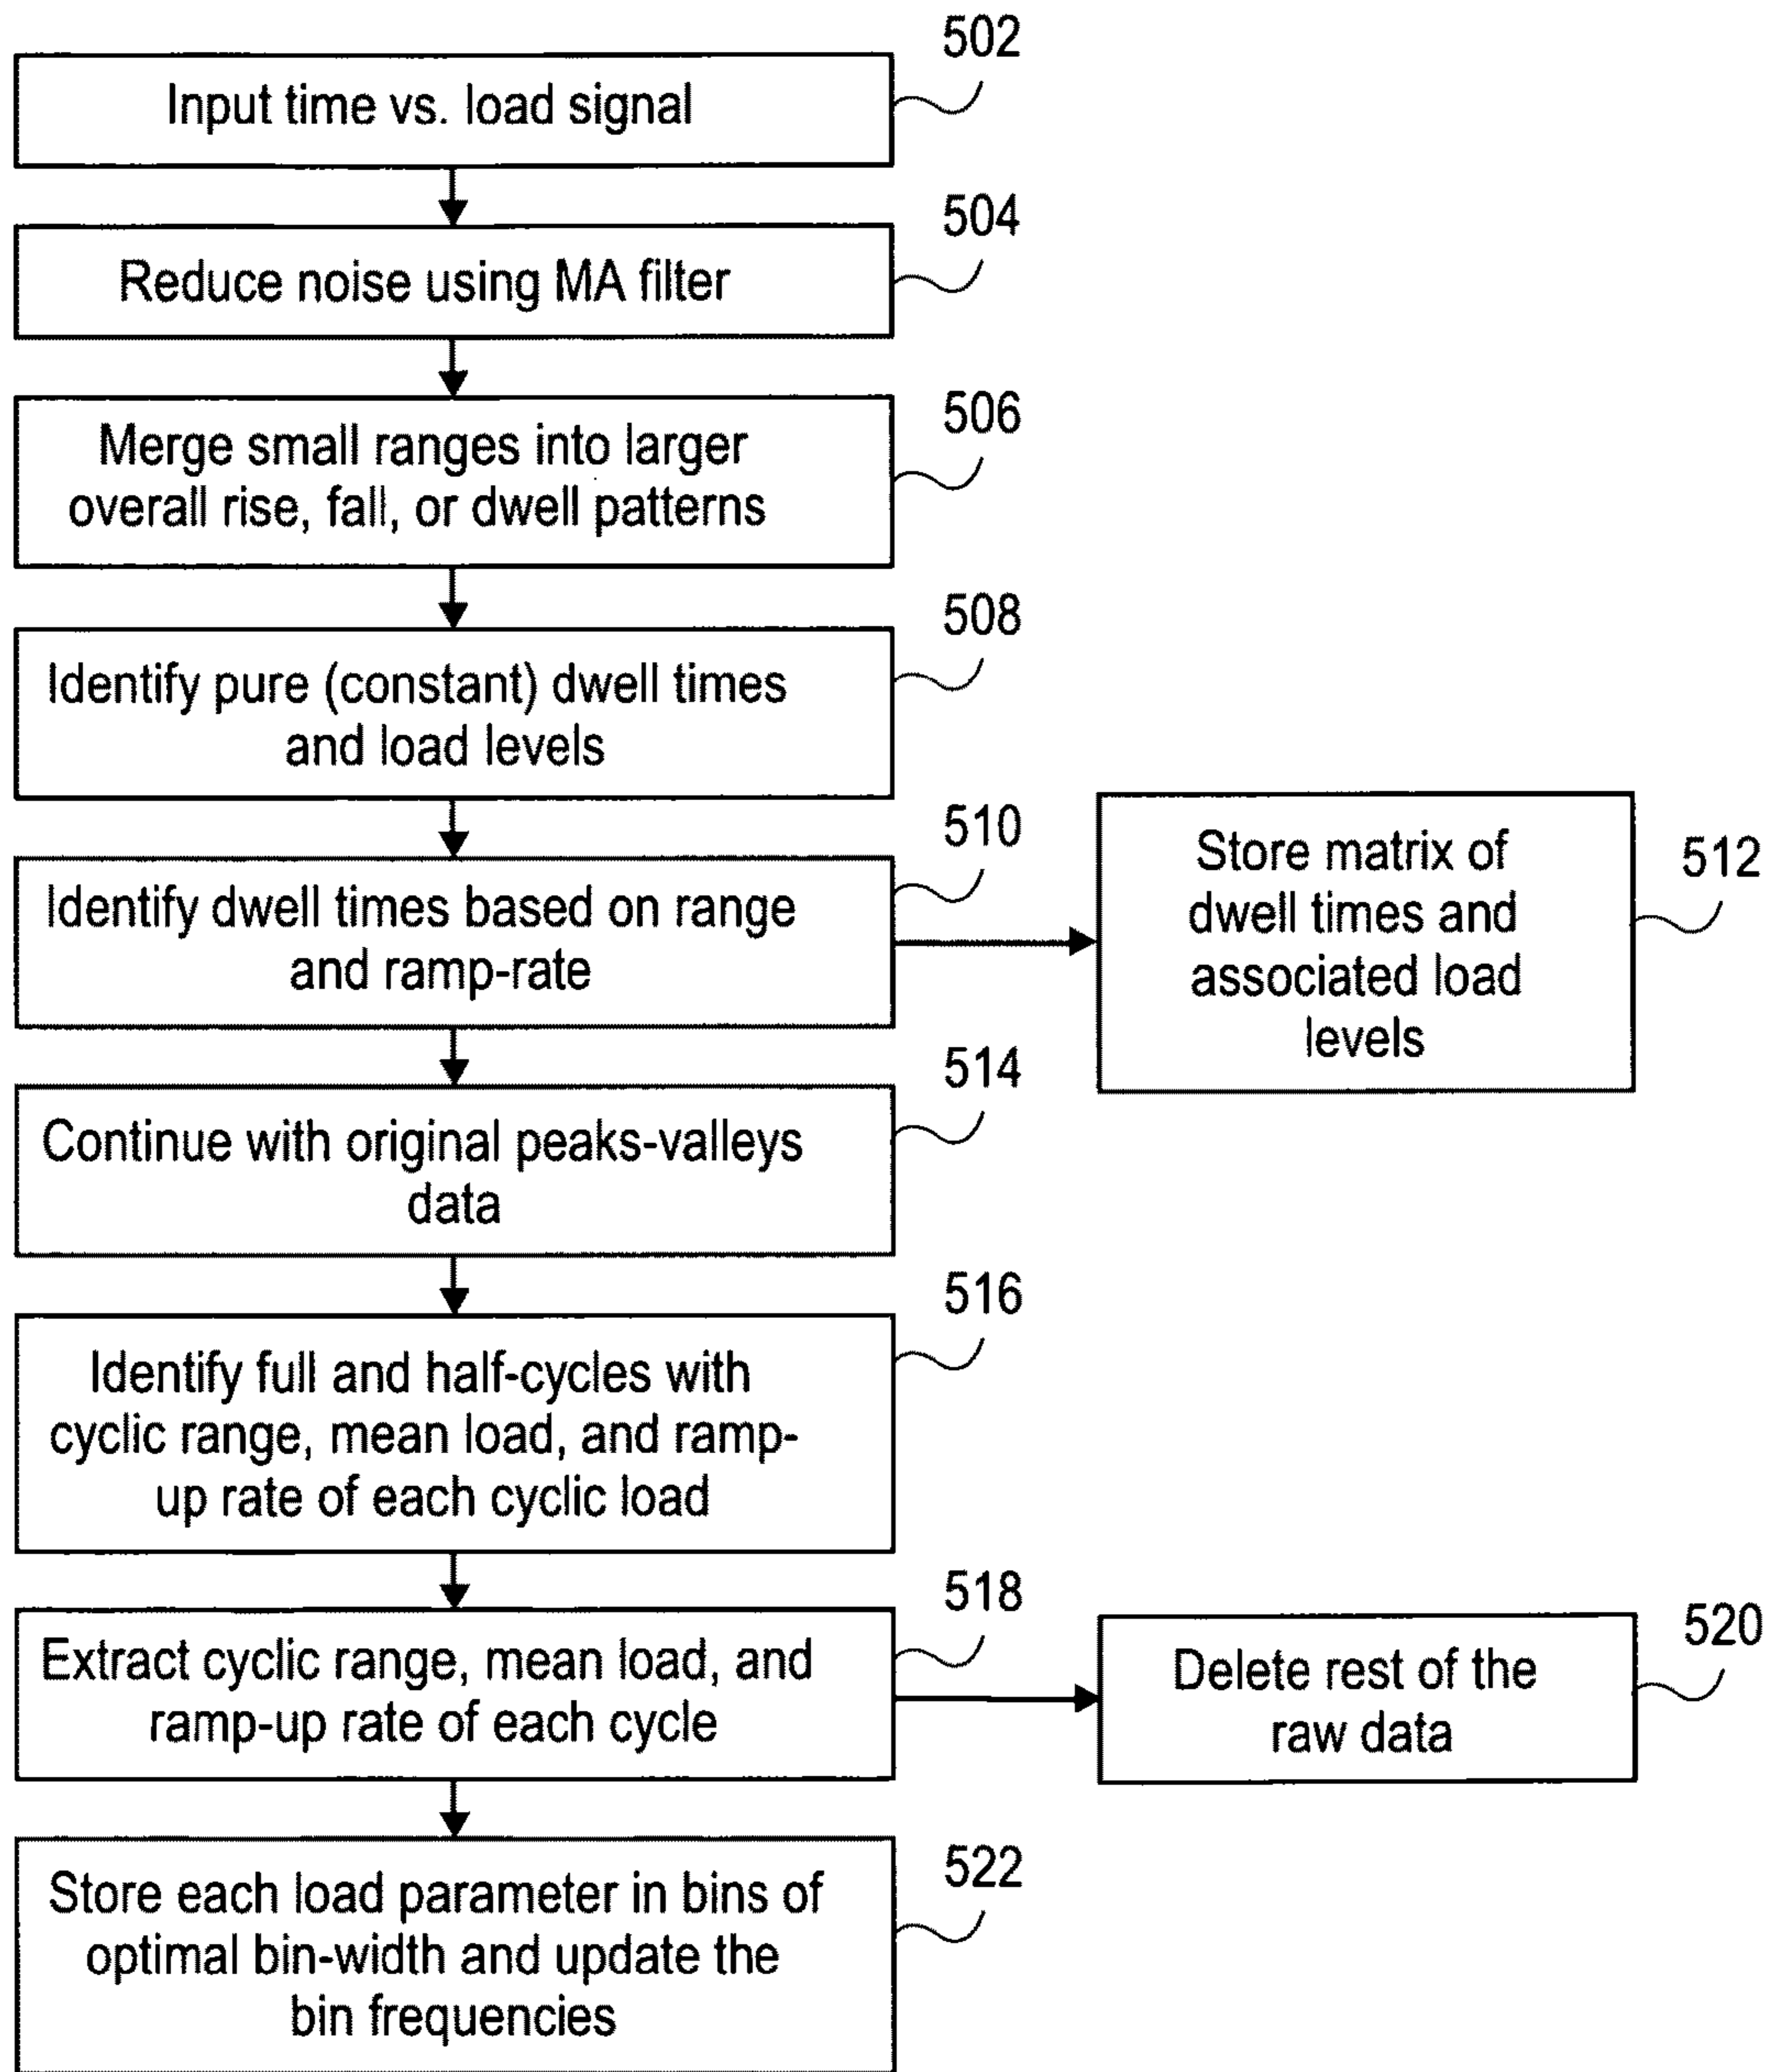 502
Input time vs. load signal
504
Reduce noise using MA filter
506
Merge small ranges into larger
overall rise, fall, or dwell patterns
508
Identify pure (constant) dwell times
and load levels
510
Identify dwell times based on range
and ramp-rate
512
Store matrix of
dwell times and
associated load
levels
514
Continue with original peaks-valleys
data
516
Identify full and half-cycles with
cyclic range, mean load, and ramp-
up rate of each cyclic load
518
Extract cyclic range, mean load, and
ramp-up rate of each cycle
520
Delete rest of the
raw data
522
Store each load parameter in bins of
optimal bin-width and update the
bin frequencies